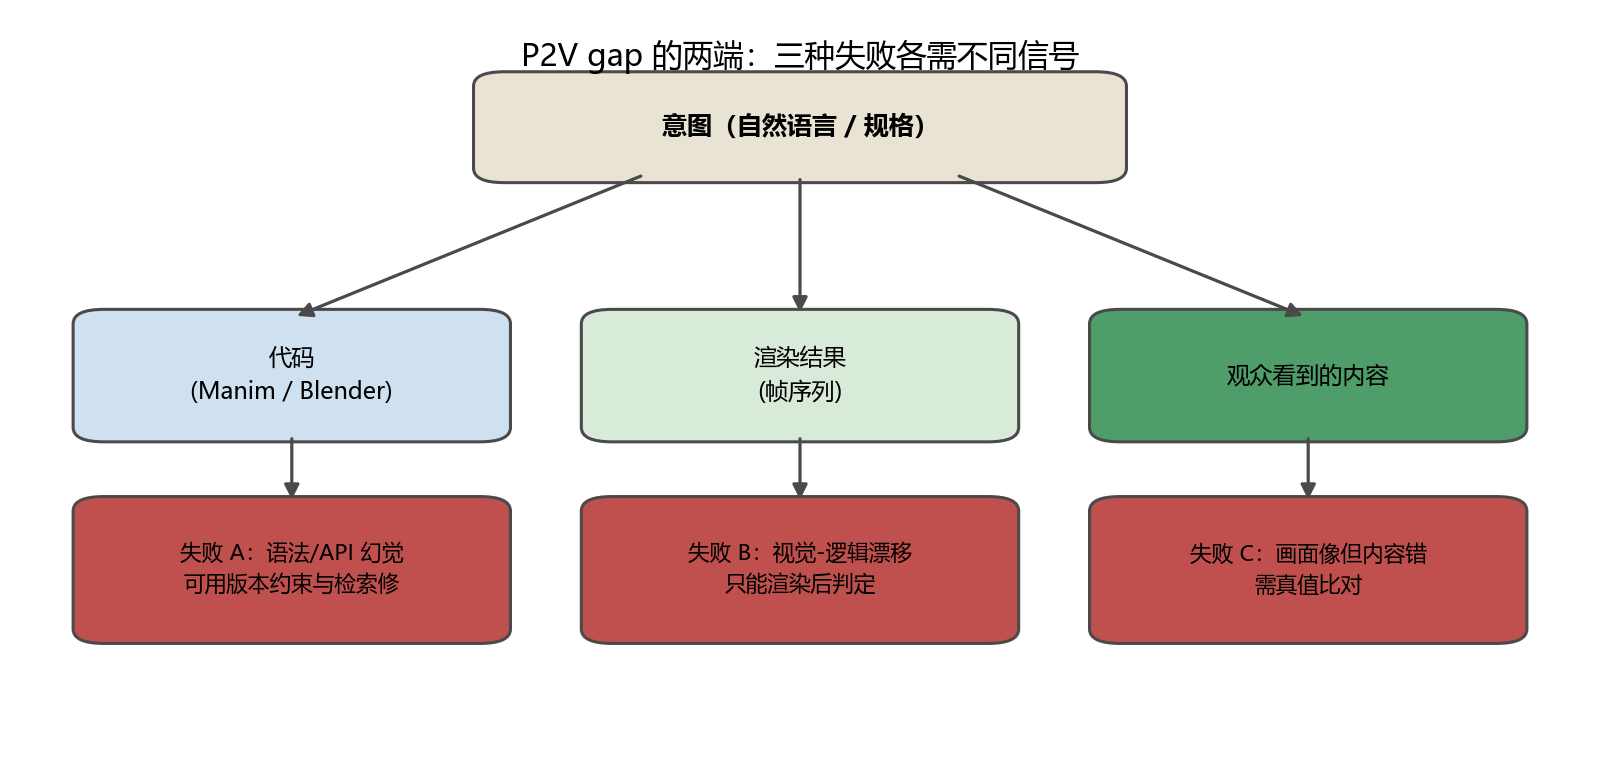 P2V gap 的两端：三种失败各需不同信号
意图（自然语言 / 规格）
代码
(Manim / Blender)
渲染结果
(帧序列)
观众看到的内容
失败 A：语法/API 幻觉
可用版本约束与检索修
失败 B：视觉-逻辑漂移
只能渲染后判定
失败 C：画面像但内容错
需真值比对